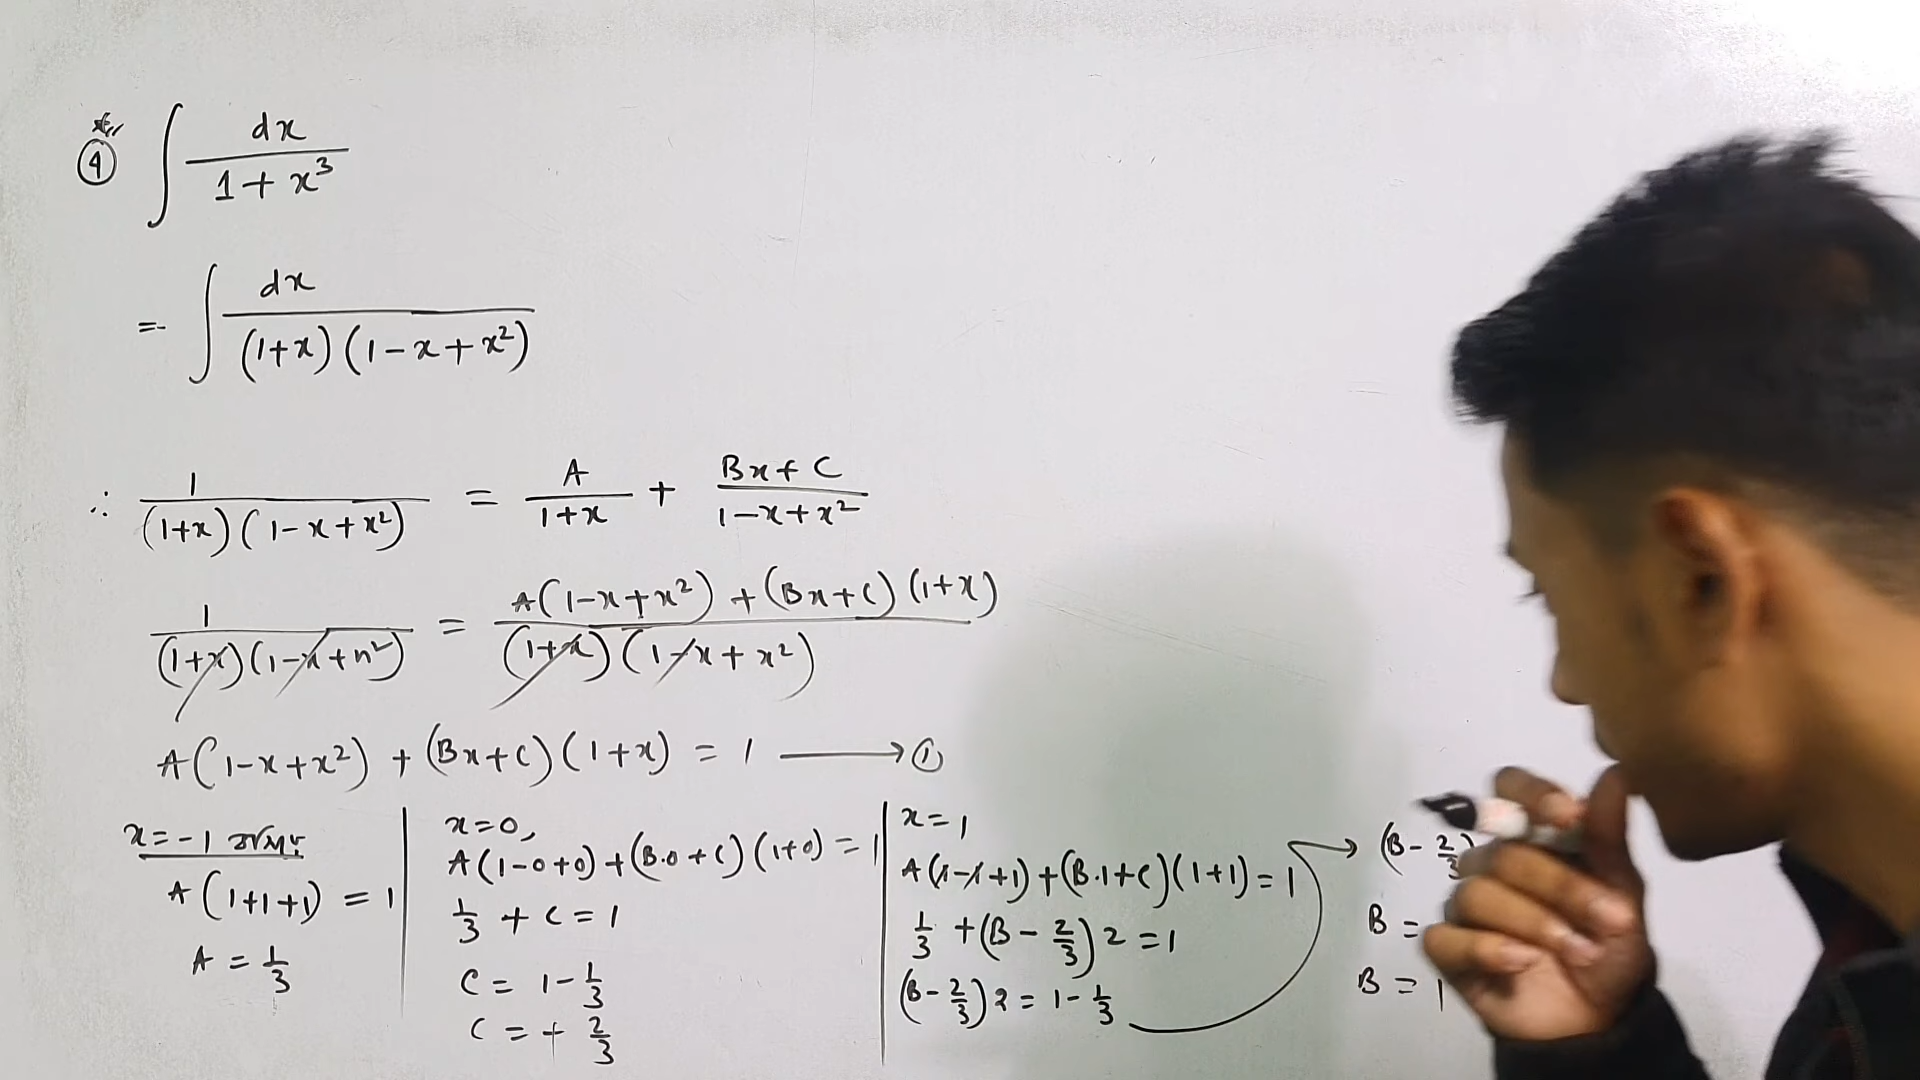 ④ ∫ dx / (1 + x³)
= ∫ dx / ((1+x)(1-x+x²))
∴ 1 / ((1+x)(1-x+x²)) = A / (1+x) + (Bx+C) / (1-x+x²)
1 / ((1+x)(1-x+x²)) = (A(1-x+x²) + (Bx+C)(1+x)) / ((1+x)(1-x+x²))
A(1-x+x²) + (Bx+C)(1+x) = 1 ⟶ ①
x = -1
A(1+1+1) = 1
A = 1/3
x=0,
A(1-0+0) + (B.0+C)(1+0) = 1
1/3 + C = 1
C = 1 - 1/3
C = + 2/3
x = 1
A(1-1+1) + (B.1+C)(1+1) = 1
1/3 + (B - 2/3) 2 = 1
(B - 2/3) 2 = 1 - 1/3
→ (B - 2/3)
B =
B = 1